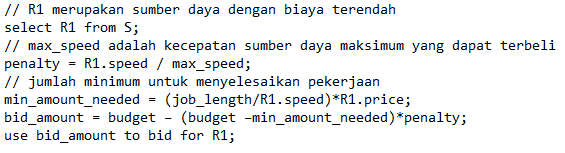 // R1 merupakan sumber daya dengan biaya terendah
select R1 from S;
// max_speed adalah kecepatan sumber daya maksimum yang dapat terbeli
penalty = R1.speed / max_speed;
// jumlah minimum untuk menyelesaikan pekerjaan
min_amount_needed = (job_length/R1.speed)*R1.price;
bid_amount = budget – (budget –min_amount_needed)*penalty;
use bid_amount to bid for R1;